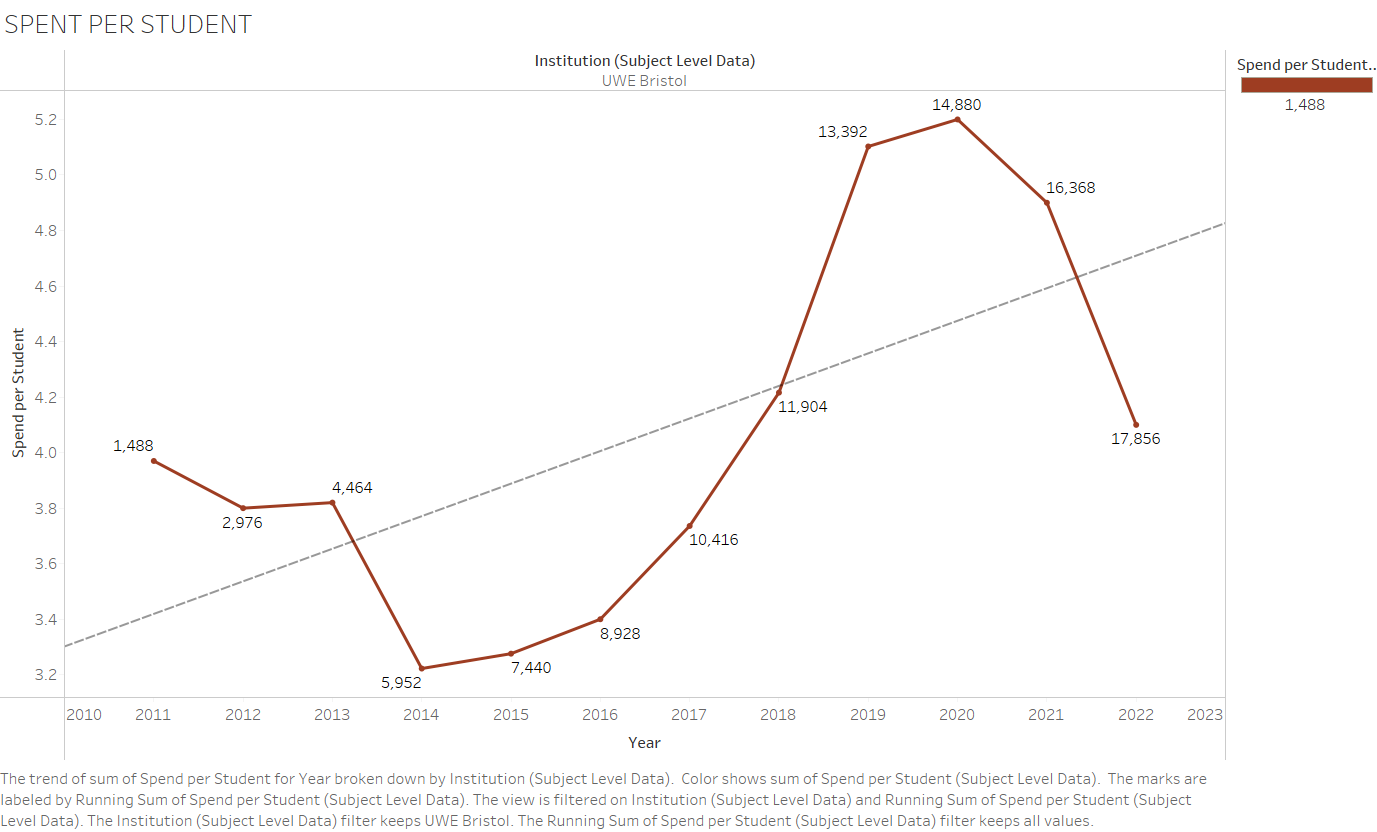 SPENT PER STUDENT
Institution (Subject Level Data)
UWE Bristol
Spend per Student..
1,488
Spend per Student
5.2
5.0
4.8
4.6
4.4
4.2
4.0
3.8
3.6
3.4
3.2
1,488
2,976
4,464
5,952
7,440
8,928
10,416
11,904
13,392
14,880
16,368
17,856
2010 2011 2012 2013 2014 2015 2016 2017 2018 2019 2020 2021 2022 2023
Year
The trend of sum of Spend per Student for Year broken down by Institution (Subject Level Data). Color shows sum of Spend per Student (Subject Level Data). The marks are
labeled by Running Sum of Spend per Student (Subject Level Data). The view is filtered on Institution (Subject Level Data) and Running Sum of Spend per Student (Subject
Level Data). The Institution (Subject Level Data) filter keeps UWE Bristol. The Running Sum of Spend per Student (Subject Level Data) filter keeps all values.